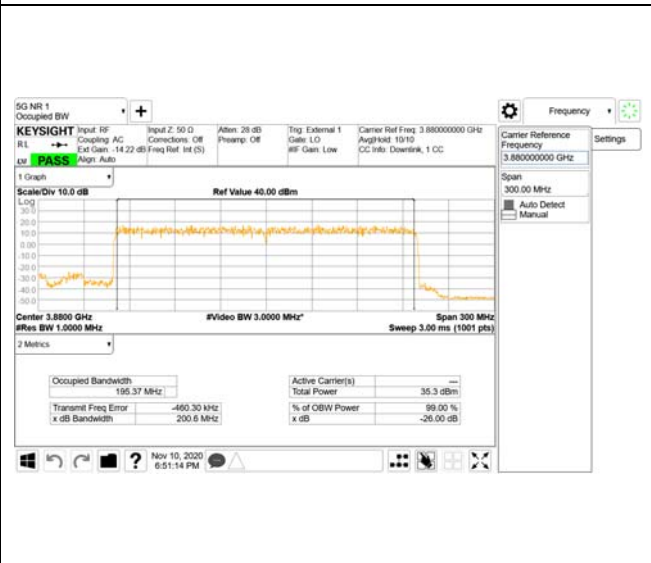 5G NR 1
Occupied BW
+
Frequency
KEYSIGHT
RL
PASS
Input: RF
Coupling: AC
Ext Gain: -14.22 dB
Align: Auto
Input Z: 50 Ω
Corrections: Off
Freq Ref: Int (S)
Atten: 28 dB
Preamp: Off
Trig: External 1
Gate: LO
#IF Gain: Low
Carrier Ref Freq: 3.880000000 GHz
Avg|Hold: 10/10
CC Info: Downlink, 1 CC
Carrier Reference
Frequency
3.880000000 GHz
Settings
Span
300.00 MHz
Auto Detect
Manual
1 Graph
Scale/Div 10.0 dB
Ref Value 40.00 dBm
Log
30.0
20.0
10.0
0.00
-10.0
-20.0
-30.0
-40.0
-50.0
Center 3.8800 GHz
#Video BW 3.0000 MHz*
Span 300 MHz
#Res BW 1.0000 MHz
Sweep 3.00 ms (1001 pts)
2 Metrics
Occupied Bandwidth
195.37 MHz
Active Carrier(s)
---
Total Power
35.3 dBm
Transmit Freq Error
-460.30 kHz
% of OBW Power
99.00 %
x dB Bandwidth
200.6 MHz
x dB
-26.00 dB
?
Nov 10, 2020
6:51:14 PM